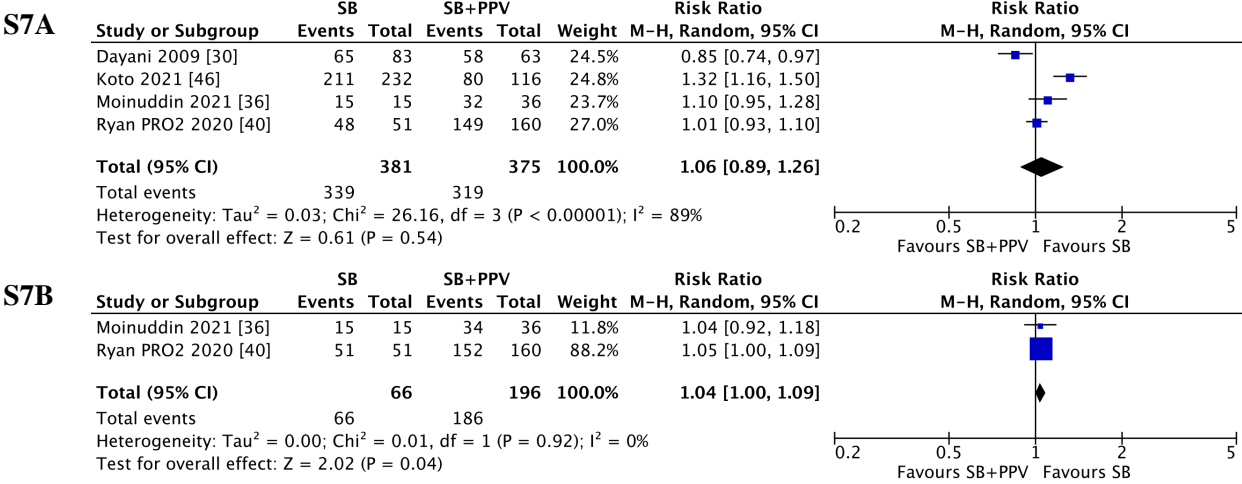 S7A
SB SB+PPV Risk Ratio Risk Ratio
Study or Subgroup Events Total Events Total Weight M-H, Random, 95% CI M-H, Random, 95% CI
Dayani 2009 [30] 65 83 58 63 24.5% 0.85 [0.74, 0.97]
Koto 2021 [46] 211 232 80 116 24.8% 1.32 [1.16, 1.50]
Moinuddin 2021 [36] 15 15 32 36 23.7% 1.10 [0.95, 1.28]
Ryan PRO2 2020 [40] 48 51 149 160 27.0% 1.01 [0.93, 1.10]
Total (95% CI) 381 375 100.0% 1.06 [0.89, 1.26]
Total events 339 319
Heterogeneity: Tau² = 0.03; Chi² = 26.16, df = 3 (P < 0.00001); I² = 89%
Test for overall effect: Z = 0.61 (P = 0.54)
0.2 0.5 1 2 5
Favours SB+PPV Favours SB
S7B
SB SB+PPV Risk Ratio Risk Ratio
Study or Subgroup Events Total Events Total Weight M-H, Random, 95% CI M-H, Random, 95% CI
Moinuddin 2021 [36] 15 15 34 36 11.8% 1.04 [0.92, 1.18]
Ryan PRO2 2020 [40] 51 51 152 160 88.2% 1.05 [1.00, 1.09]
Total (95% CI) 66 196 100.0% 1.04 [1.00, 1.09]
Total events 66 186
Heterogeneity: Tau² = 0.00; Chi² = 0.01, df = 1 (P = 0.92); I² = 0%
Test for overall effect: Z = 2.02 (P = 0.04)
0.2 0.5 1 2 5
Favours SB+PPV Favours SB